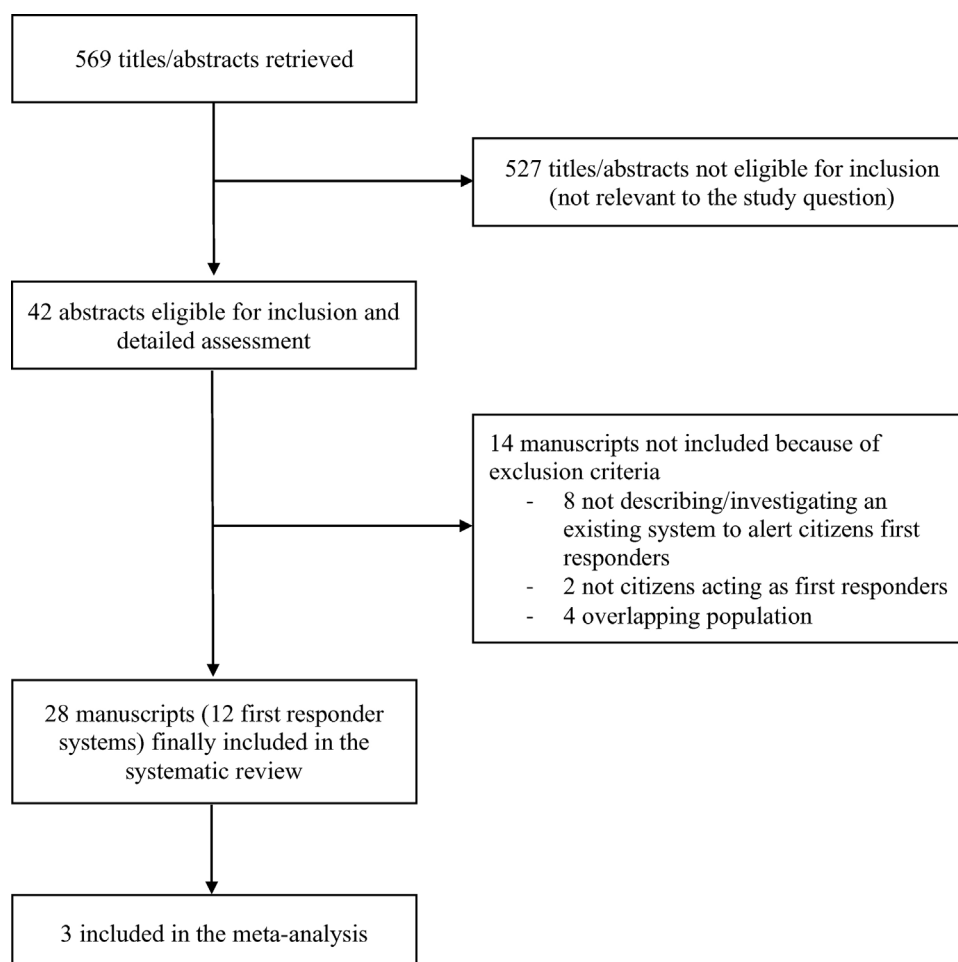 569 titles/abstracts retrieved
527 titles/abstracts not eligible for inclusion
(not relevant to the study question)
42 abstracts eligible for inclusion and
detailed assessment
14 manuscripts not included because of
exclusion criteria
- 8 not describing/investigating an
existing system to alert citizens first
responders
- 2 not citizens acting as first responders
- 4 overlapping population
28 manuscripts (12 first responder
systems) finally included in the
systematic review
3 included in the meta-analysis